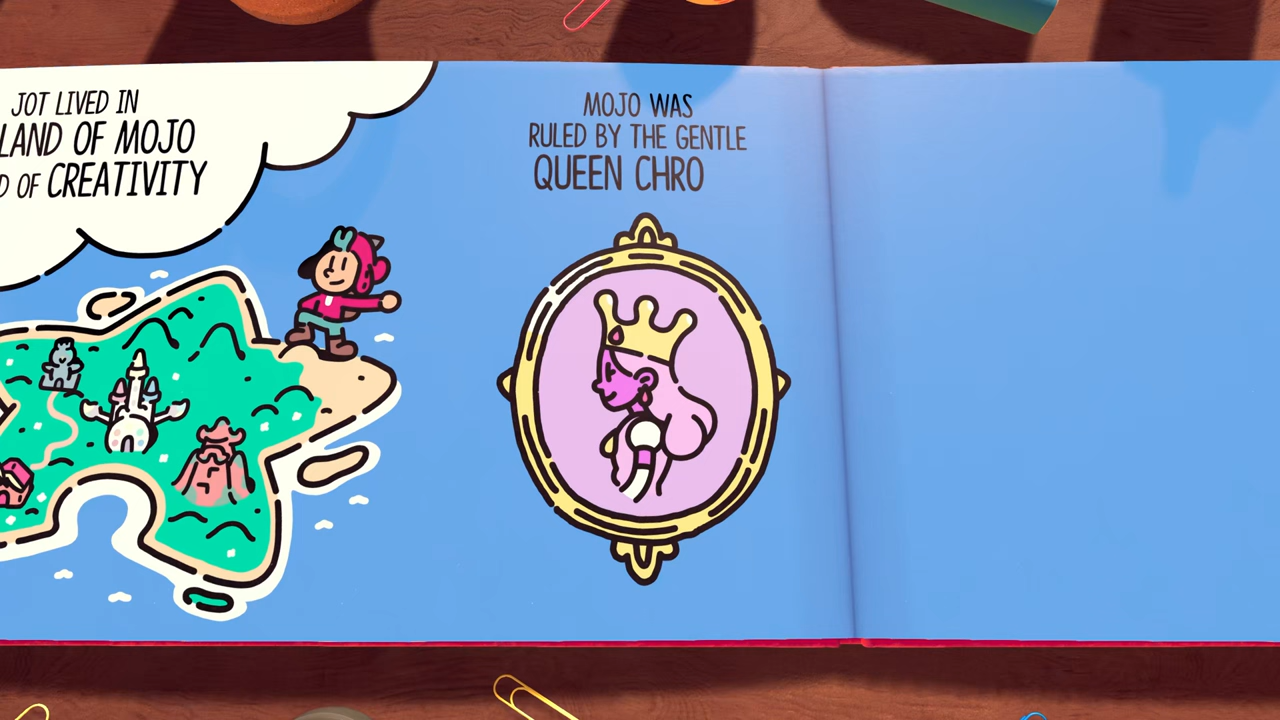 JOT LIVED IN
LAND OF MOJO
D OF CREATIVITY
MOJO WAS
RULED BY THE GENTLE
QUEEN CHRO